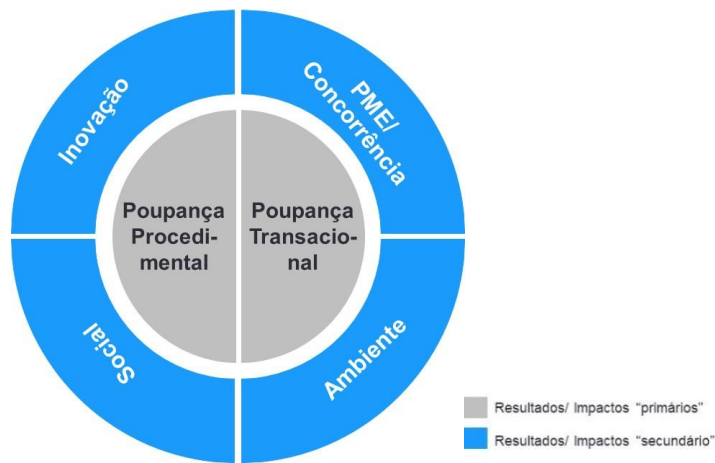 Inovação
PME/
Concorrência
Poupança
Procedi-
mental
Poupança
Transacio-
nal
Social
Ambiente
Resultados/ Impactos “primários”
Resultados/ Impactos “secundário”